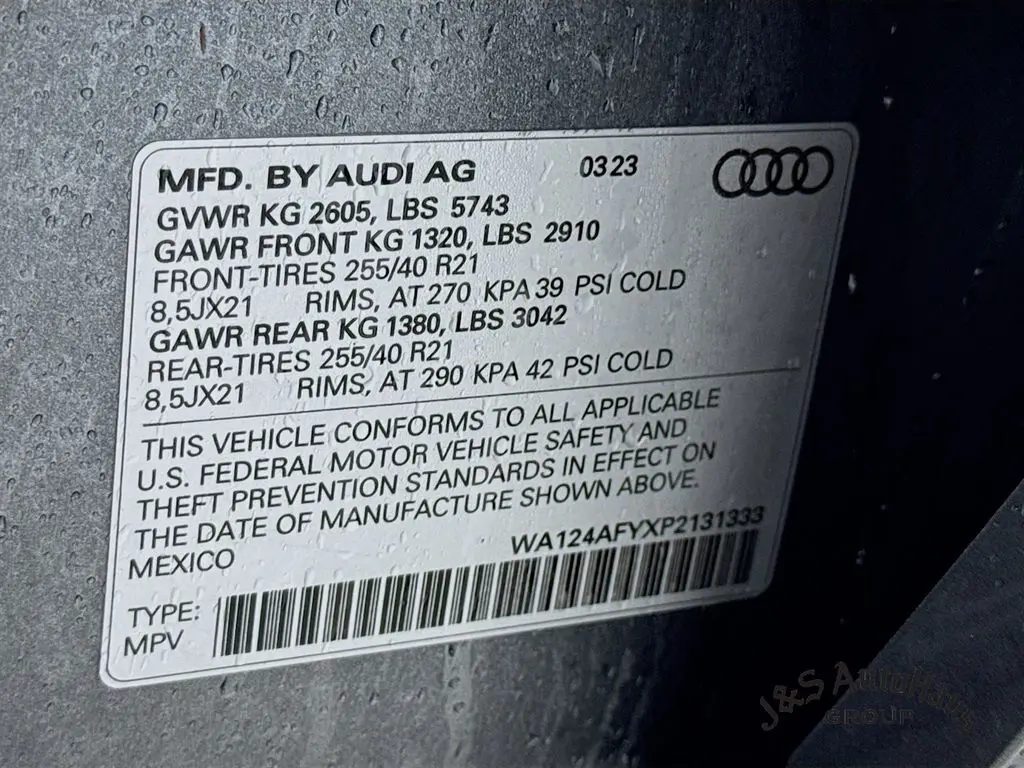 MFD. BY AUDI AG 0323
GVWR KG 2605, LBS 5743
GAWR FRONT KG 1320, LBS 2910
FRONT-TIRES 255/40 R21
8,5JX21 RIMS, AT 270 KPA 39 PSI COLD
GAWR REAR KG 1380, LBS 3042
REAR-TIRES 255/40 R21
8,5JX21 RIMS, AT 290 KPA 42 PSI COLD
THIS VEHICLE CONFORMS TO ALL APPLICABLE
U.S. FEDERAL MOTOR VEHICLE SAFETY AND
THEFT PREVENTION STANDARDS IN EFFECT ON
THE DATE OF MANUFACTURE SHOWN ABOVE.
MEXICO WA124AFYXP2131333
TYPE:
MPV
J&S AutoHaus
GROUP